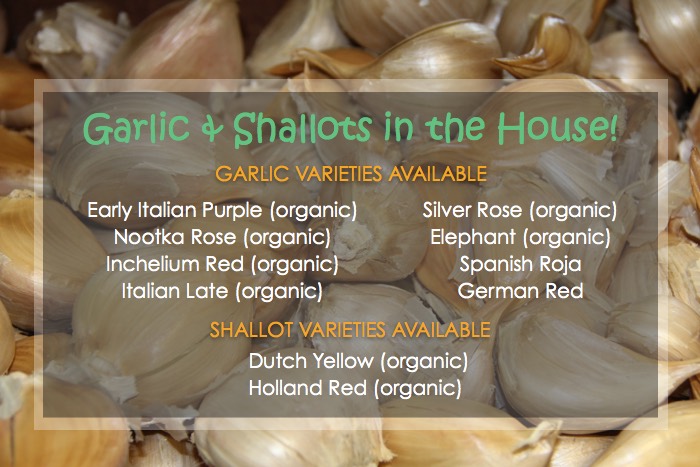 Garlic & Shallots in the House!
GARLIC VARIETIES AVAILABLE
Early Italian Purple (organic)
Nootka Rose (organic)
Inchelium Red (organic)
Italian Late (organic)
Silver Rose (organic)
Elephant (organic)
Spanish Roja
German Red
SHALLOT VARIETIES AVAILABLE
Dutch Yellow (organic)
Holland Red (organic)